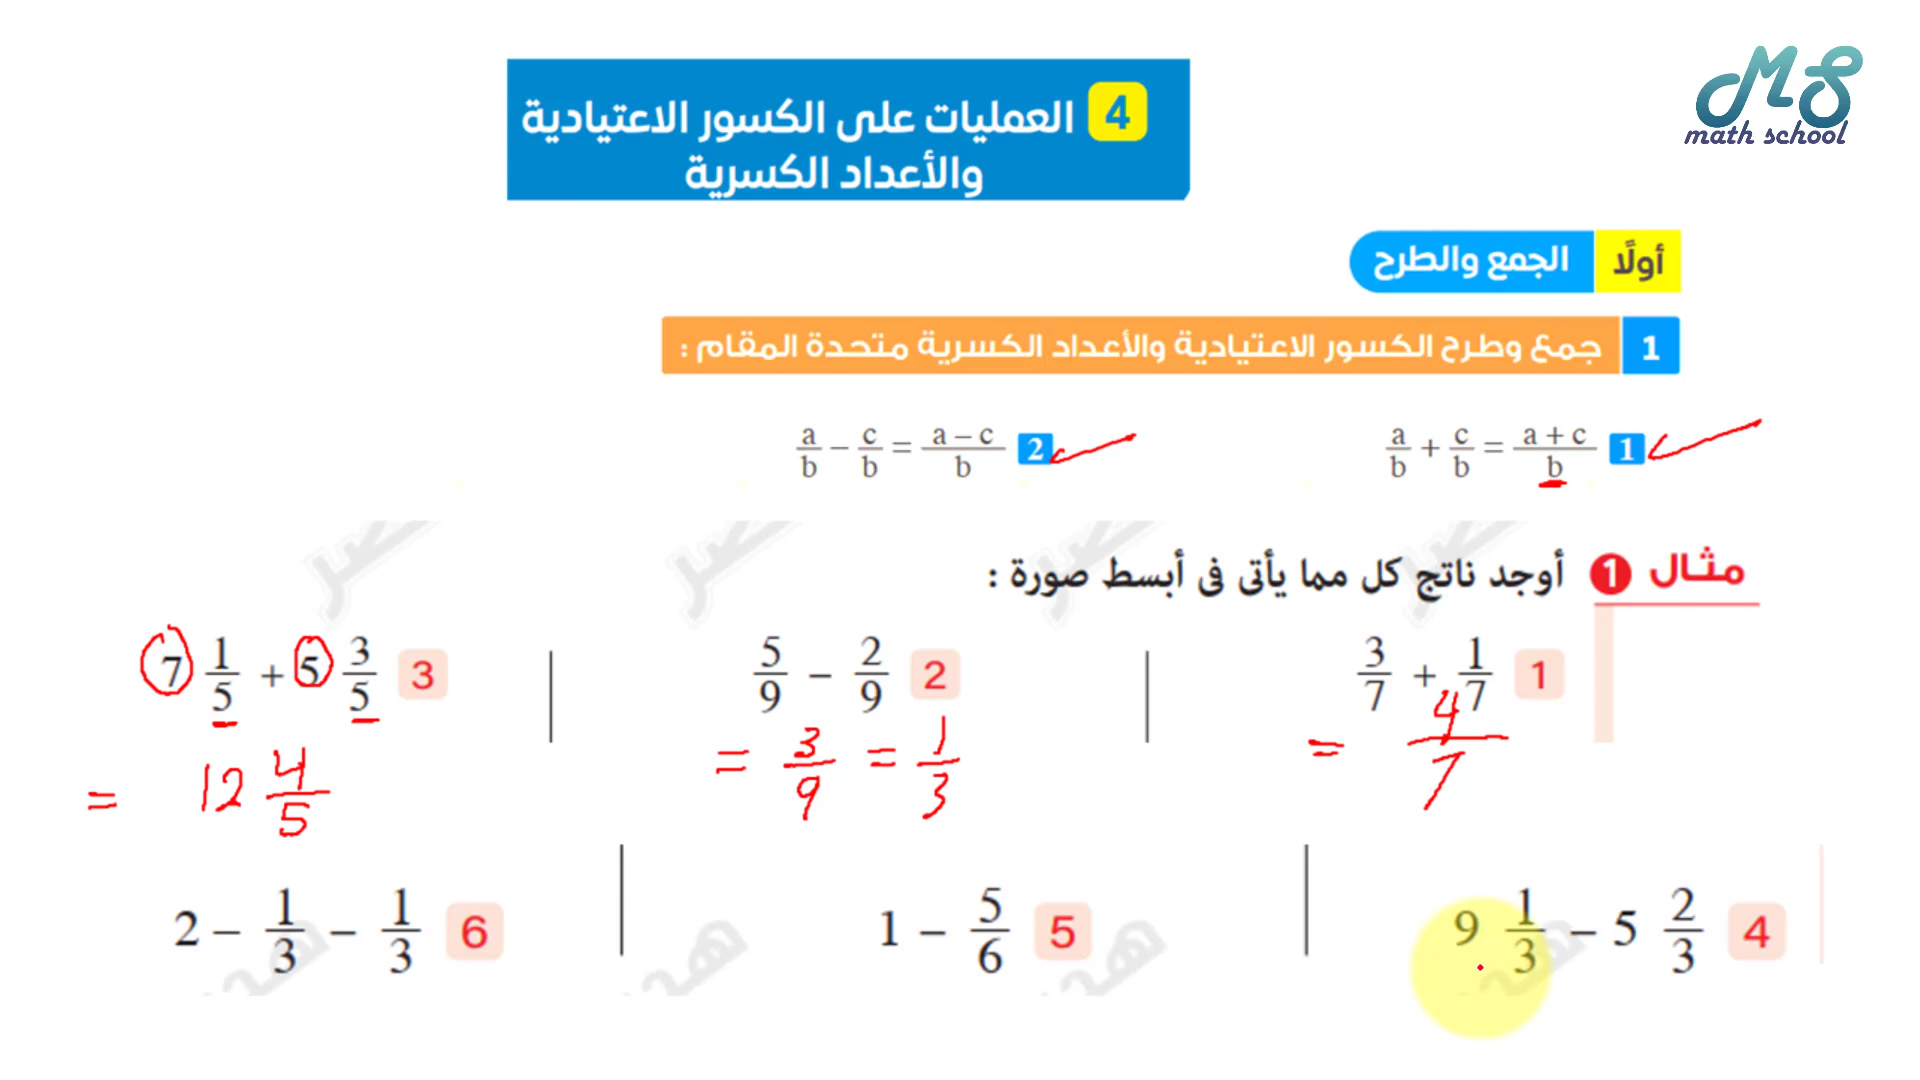 MS
math school
4 العمليات على الكسور الاعتيادية
والأعداد الكسرية
أولًا الجمع والطرح
1 جمع وطرح الكسور الاعتيادية والأعداد الكسرية متحدة المقام :
1 a/b + c/b = (a + c)/b
2 a/b − c/b = (a − c)/b
مثال 1 أوجد ناتج كل مما يأتى فى أبسط صورة :
1 3/7 + 1/7
= 4/7
2 5/9 − 2/9
= 3/9 = 1/3
3 7 1/5 + 5 3/5
= 12 4/5
4 9 1/3 − 5 2/3
5 1 − 5/6
6 2 − 1/3 − 1/3